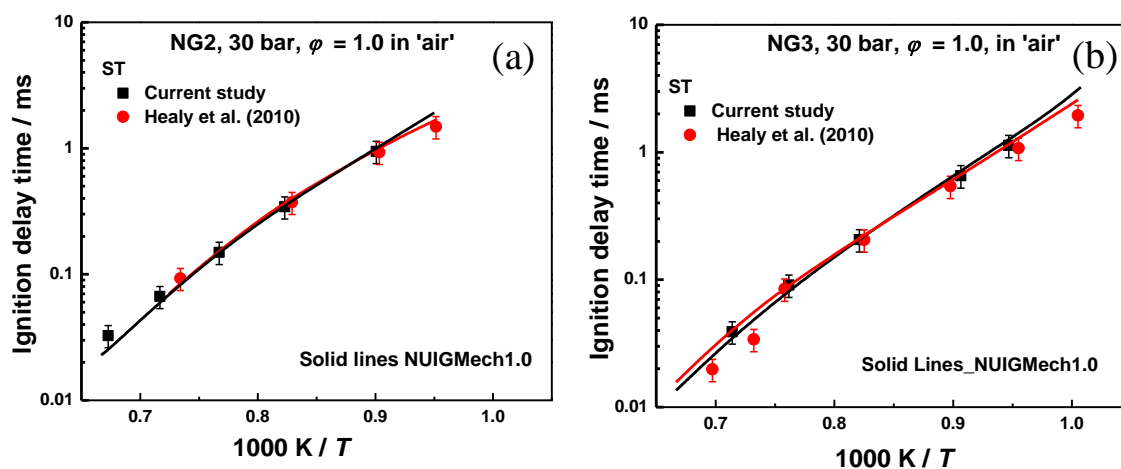 NG2, 30 bar, φ = 1.0 in 'air'
(a)
ST
Current study
Healy et al. (2010)
Solid lines NUIGMech1.0
Ignition delay time / ms
10
1
0.1
0.01
0.7 0.8 0.9 1.0
1000 K / T
NG3, 30 bar, φ = 1.0, in 'air'
(b)
ST
Current study
Healy et al. (2010)
Solid Lines_NUIGMech1.0
Ignition delay time / ms
10
1
0.1
0.01
0.7 0.8 0.9 1.0
1000 K / T